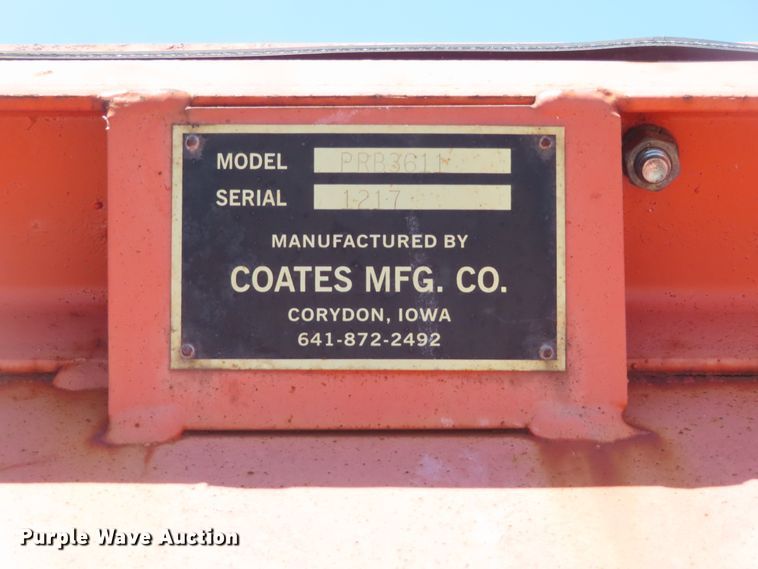 MODEL PRB3611
SERIAL 1217
MANUFACTURED BY
COATES MFG. CO.
CORYDON, IOWA
641-872-2492
Purple Wave Auction